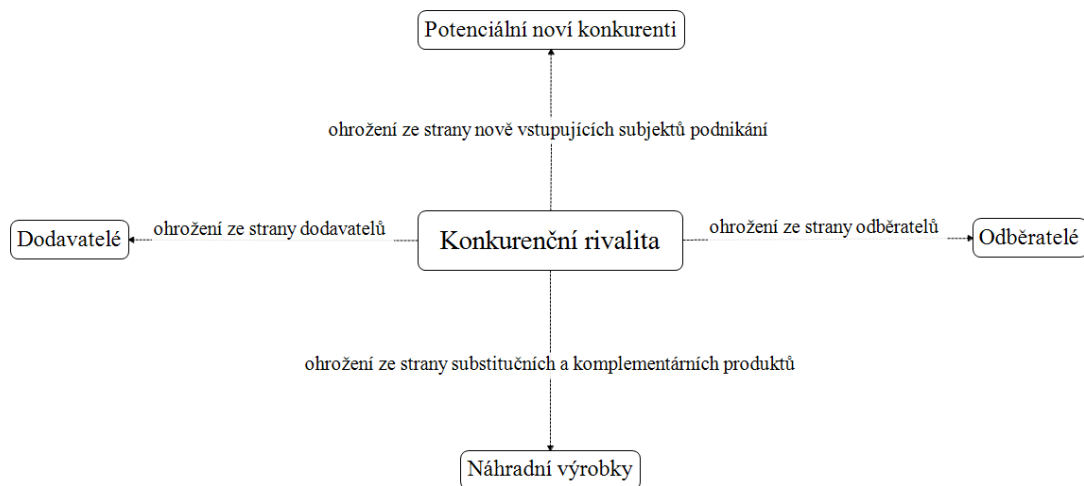 Potenciální noví konkurenti
ohrožení ze strany nově vstupujících subjektů podnikání
Dodavatelé
ohrožení ze strany dodavatelů
Konkurenční rivalita
ohrožení ze strany odběratelů
Odběratelé
ohrožení ze strany substitučních a komplementárních produktů
Náhradní výrobky